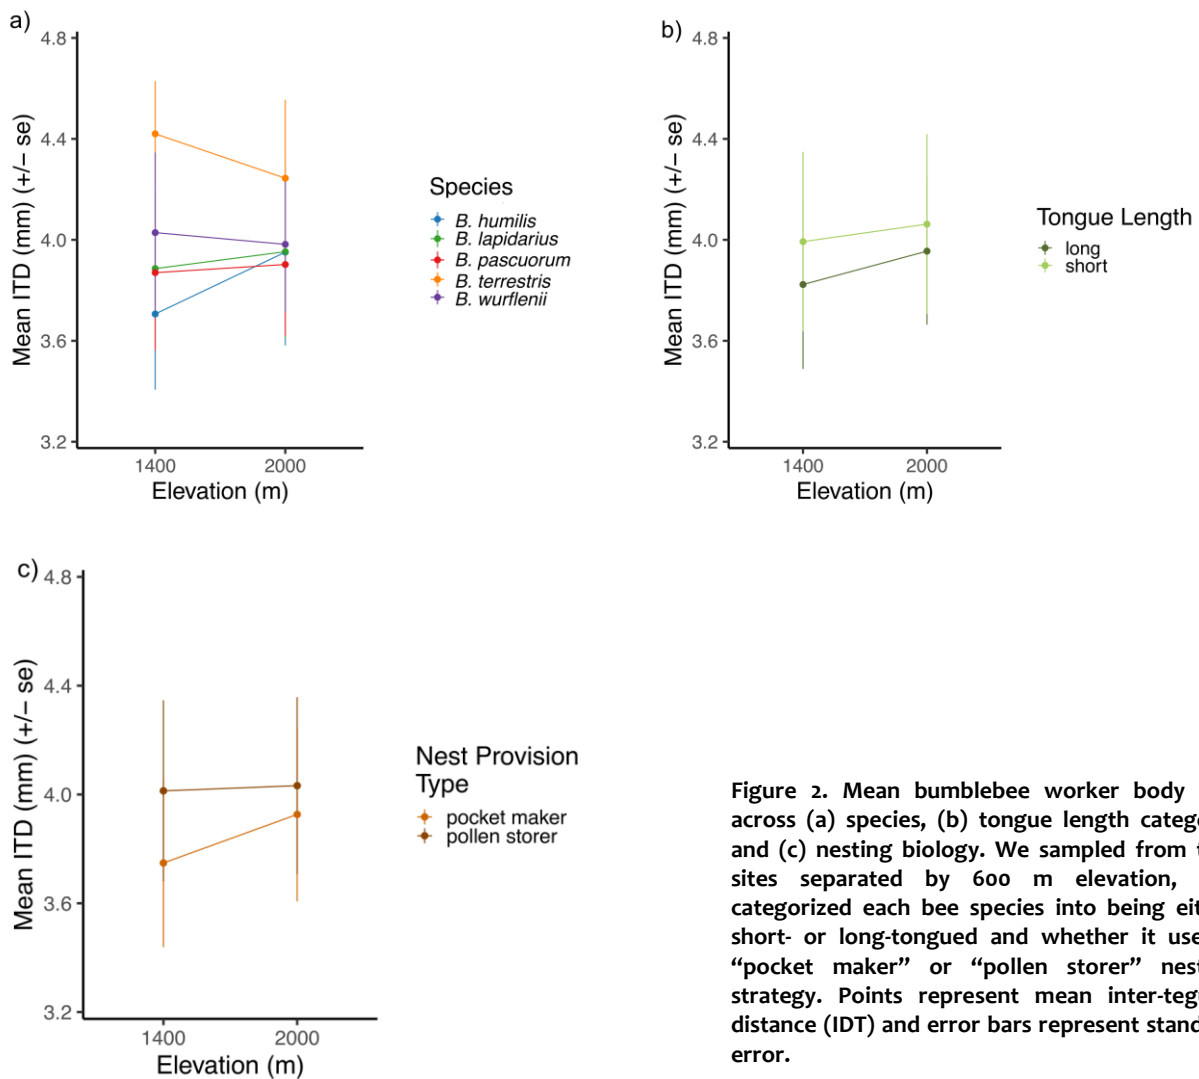 a)
4.8
4.4
4.0
3.6
3.2
Mean ITD (mm) (+/− se)
1400
2000
Elevation (m)
Species
B. humilis
B. lapidarius
B. pascuorum
B. terrestris
B. wurflenii
b)
4.8
4.4
4.0
3.6
3.2
Mean ITD (mm) (+/− se)
1400
2000
Elevation (m)
Tongue Length
long
short
c)
4.8
4.4
4.0
3.6
3.2
Mean ITD (mm) (+/− se)
1400
2000
Elevation (m)
Nest Provision
Type
pocket maker
pollen storer
Figure 2. Mean bumblebee worker body
across (a) species, (b) tongue length
and (c) nesting biology. We sampled from
sites separated by 600 m elevation,
categorized each bee species into being
short- or long-tongued and whether it
“pocket maker” or “pollen storer”
strategy. Points represent mean
distance (IDT) and error bars represent
error.